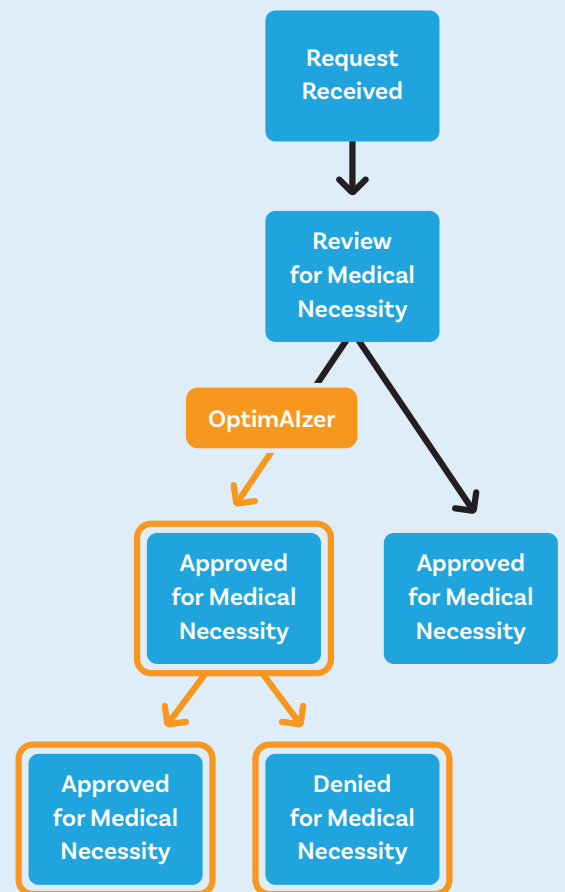 Request
Received
Review
for Medical
Necessity
OptimAIzer
Approved
for Medical
Necessity
Approved
for Medical
Necessity
Approved
for Medical
Necessity
Denied
for Medical
Necessity